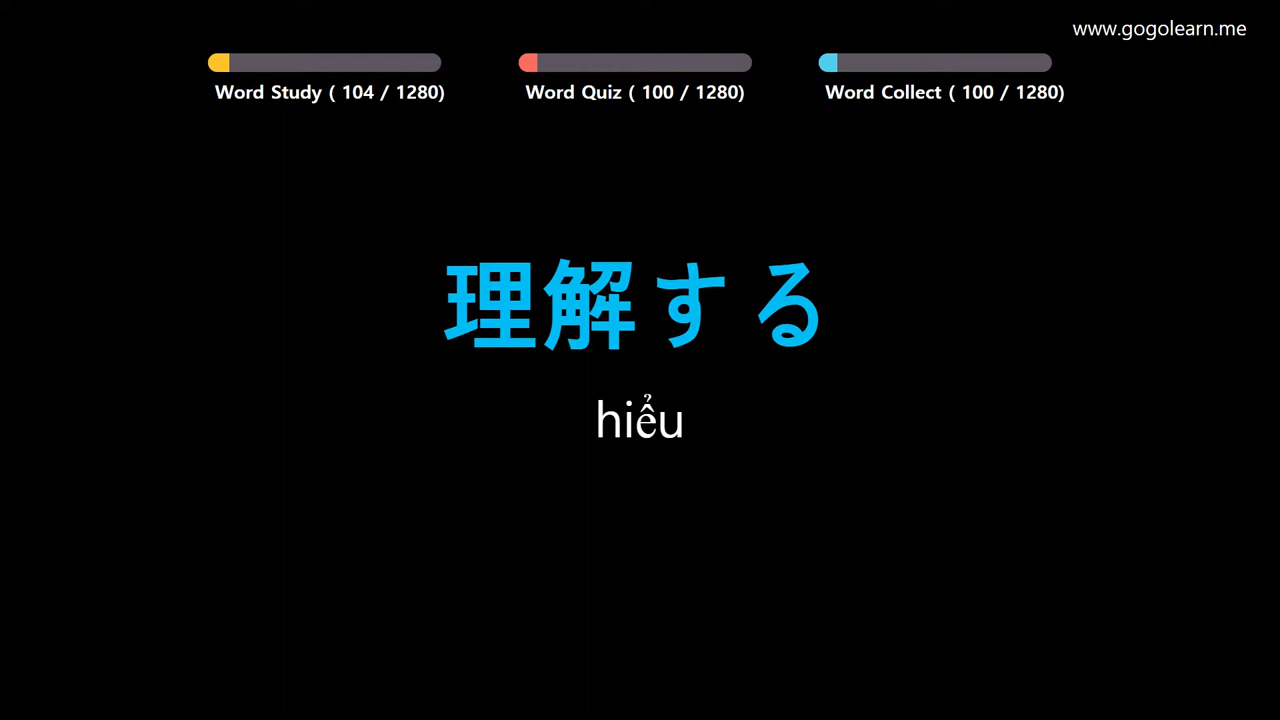 www.gogolearn.me
Word Study ( 104 / 1280)
Word Quiz ( 100 / 1280)
Word Collect ( 100 / 1280)
理解する
hiểu